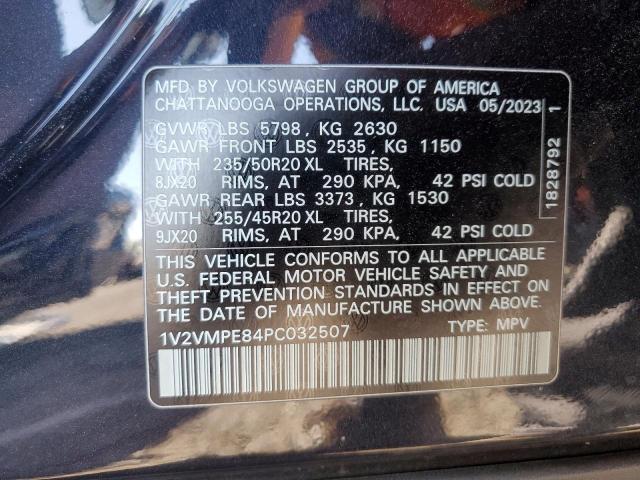 MFD BY VOLKSWAGEN GROUP OF AMERICA
CHATTANOOGA OPERATIONS, LLC. USA 05/2023
GVWR LBS 5798, KG 2630
GAWR FRONT LBS 2535, KG 1150
WITH 235/50R20 XL TIRES,
8JX20 RIMS, AT 290 KPA, 42 PSI COLD
GAWR REAR LBS 3373, KG 1530
WITH 255/45R20 XL TIRES,
9JX20 RIMS, AT 290 KPA, 42 PSI COLD
THIS VEHICLE CONFORMS TO ALL APPLICABLE
U.S. FEDERAL MOTOR VEHICLE SAFETY AND
THEFT PREVENTION STANDARDS IN EFFECT ON
THE DATE OF MANUFACTURE SHOWN ABOVE.
1V2VMPE84PC032507 TYPE: MPV
1828792 1